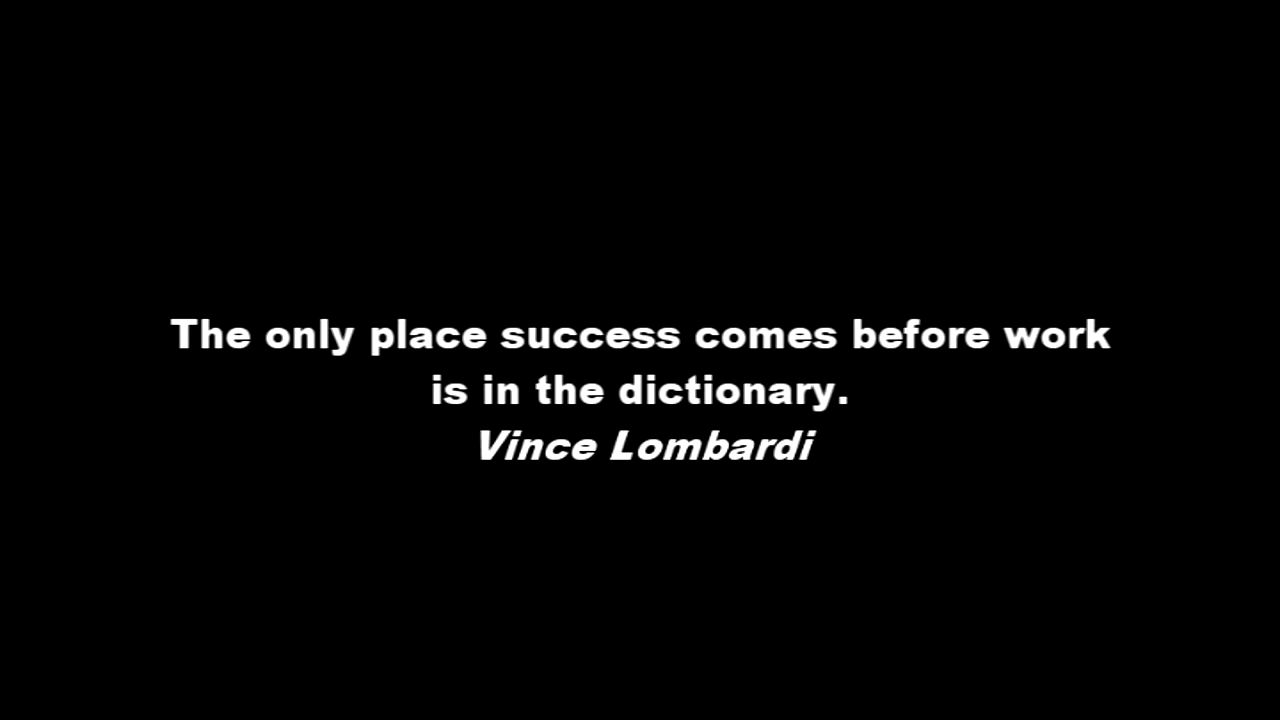 The only place success comes before work
is in the dictionary.
Vince Lombardi